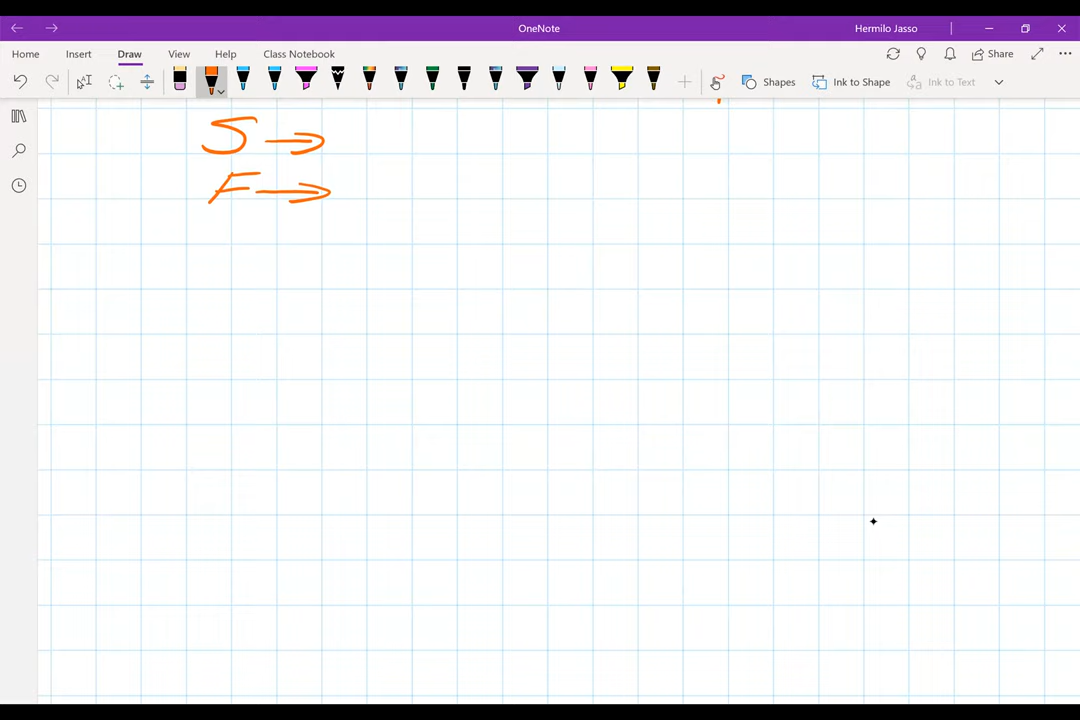 OneNote
Hermilo Jasso
Home Insert Draw View Help Class Notebook
Share
Shapes Ink to Shape Ink to Text
S →
F →